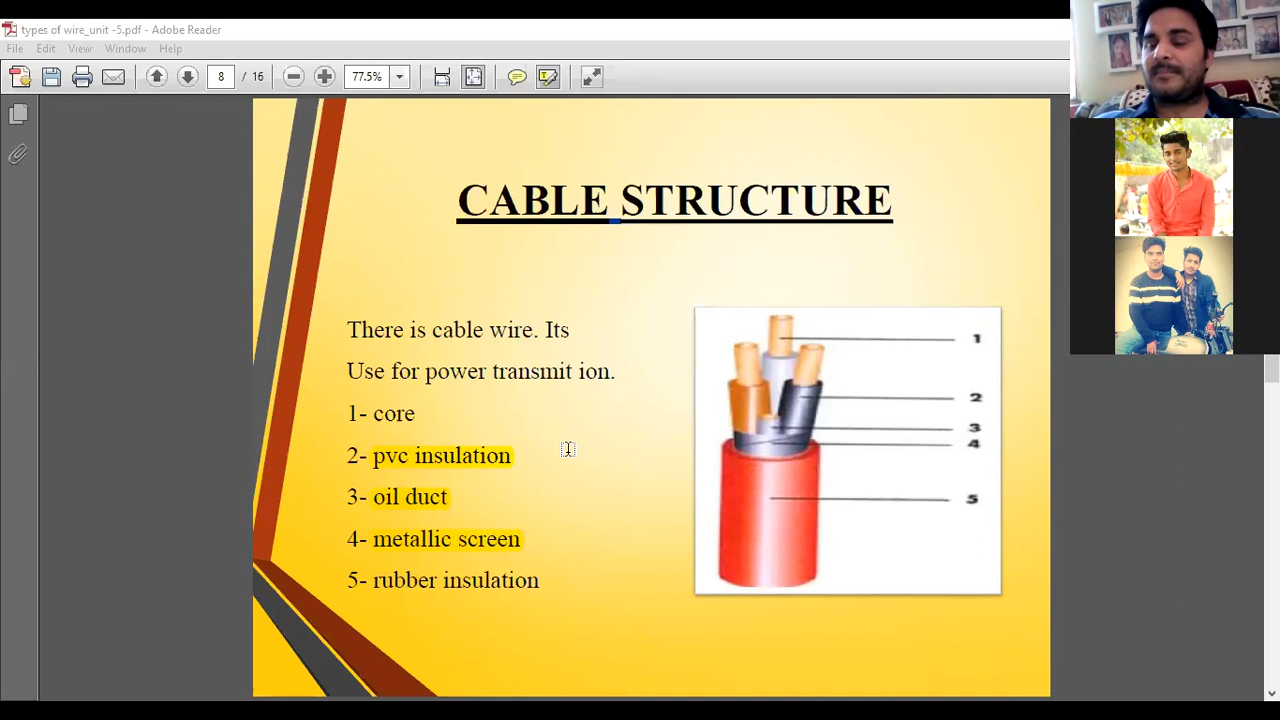 types of wire_unit -5.pdf - Adobe Reader
File Edit View Window Help
8 / 16 77.5%
CABLE STRUCTURE
There is cable wire. Its
Use for power transmit ion.
1- core
2- pvc insulation
3- oil duct
4- metallic screen
5- rubber insulation
1
2
3
4
5